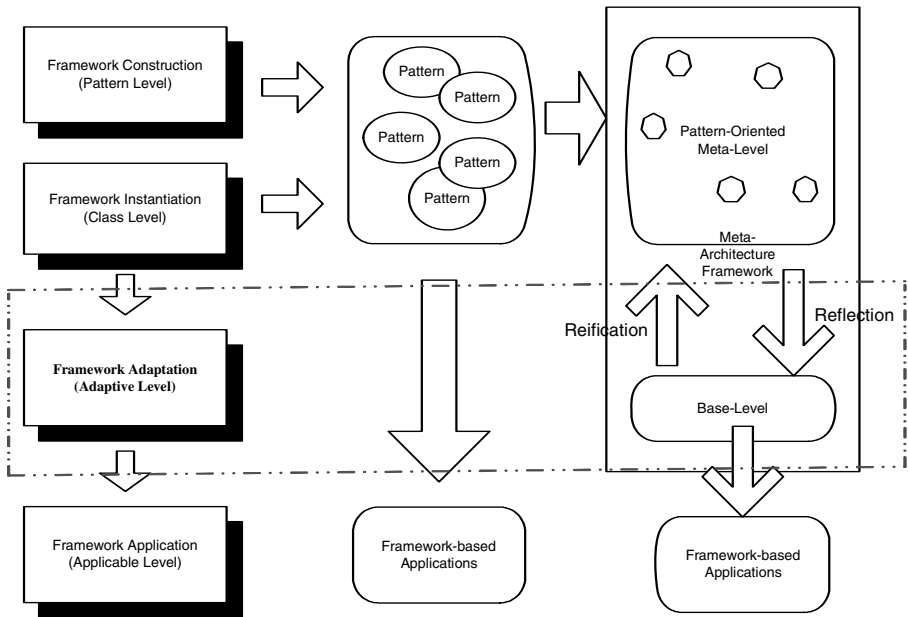 Framework Construction
(Pattern Level)
Pattern
Pattern
Pattern
Pattern
Pattern
Pattern-Oriented
Meta-Level
Framework Instantiation
(Class Level)
Meta-
Architecture
Framework
Reification
Reflection
Framework Adaptation
(Adaptive Level)
Base-Level
Framework Application
(Applicable Level)
Framework-based
Applications
Framework-based
Applications